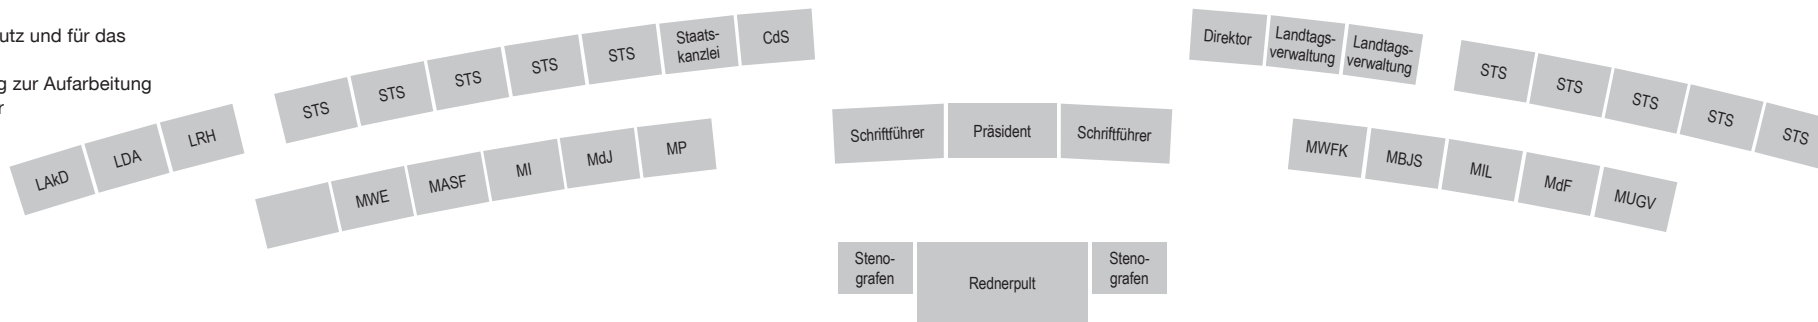 utz und für das
g zur Aufarbeitung
r
LAkD
LDA
LRH
STS
STS
STS
STS
STS
Staats-
kanzlei
CdS
MWE
MASF
MI
MdJ
MP
Schriftführer
Präsident
Schriftführer
Steno-
grafen
Rednerpult
Steno-
grafen
Direktor
Landtags-
verwaltung
Landtags-
verwaltung
STS
STS
STS
STS
STS
MWFK
MBJS
MIL
MdF
MUGV